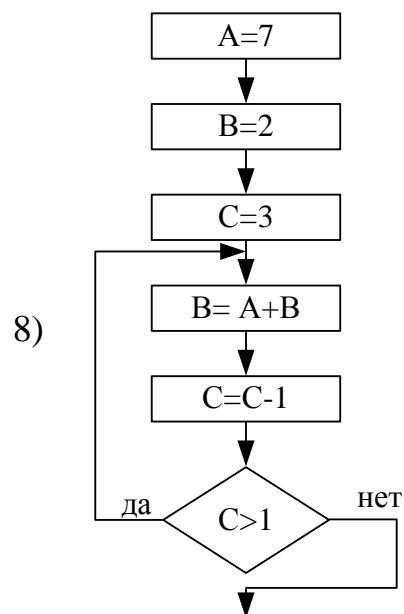 A=7
B=2
C=3
8)
B= A+B
C=C-1
да
C>1
нет